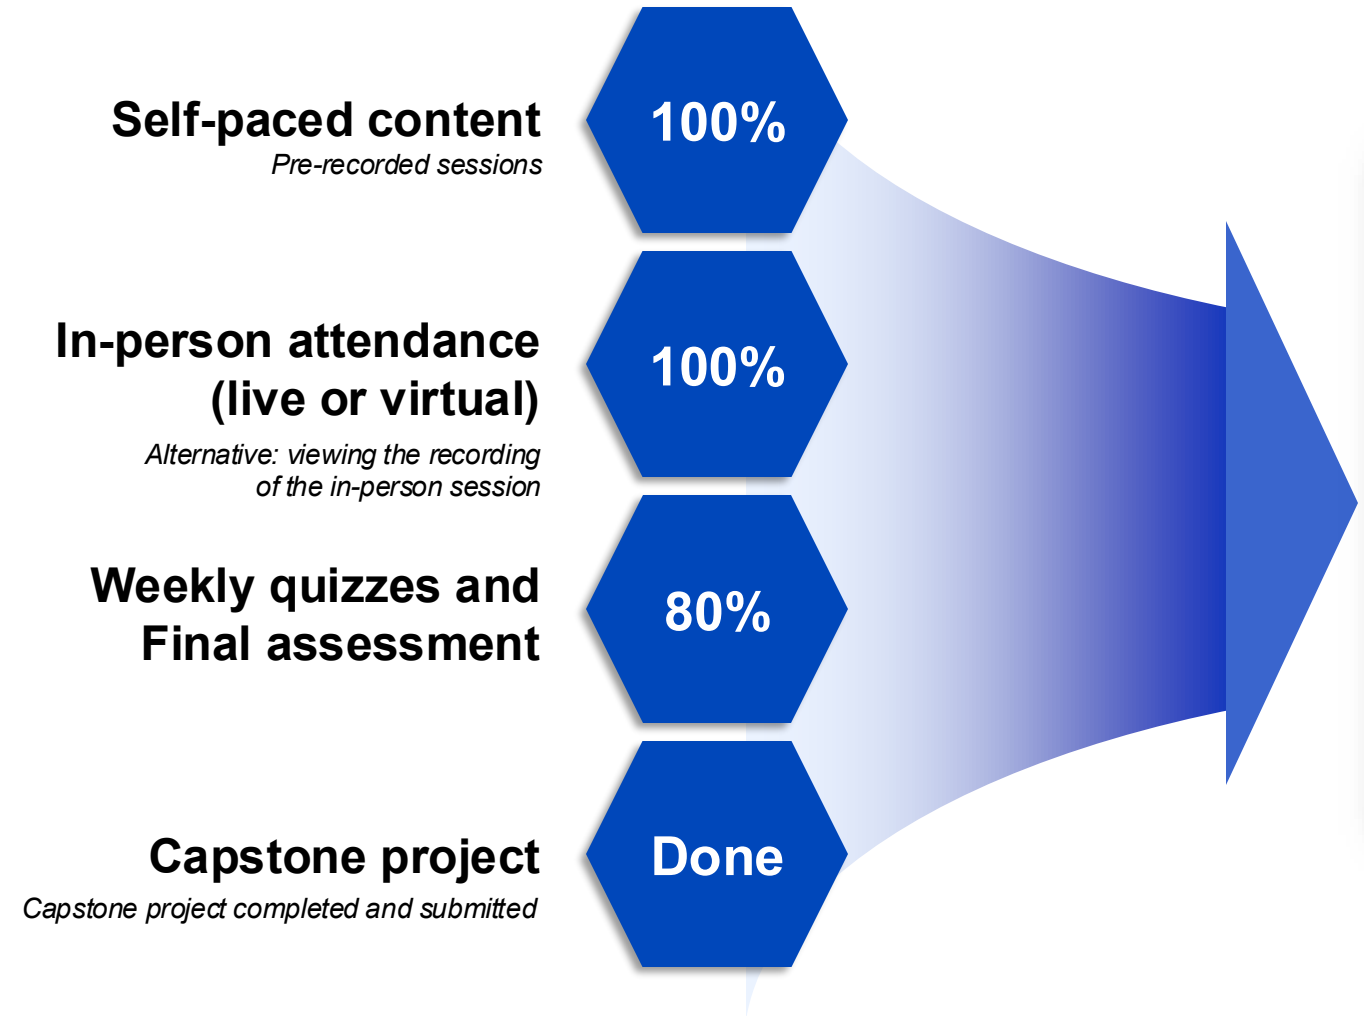 Self-paced content
Pre-recorded sessions
100%
In-person attendance
(live or virtual)
Alternative: viewing the recording
of the in-person session
100%
Weekly quizzes and
Final assessment
80%
Capstone project
Capstone project completed and submitted
Done